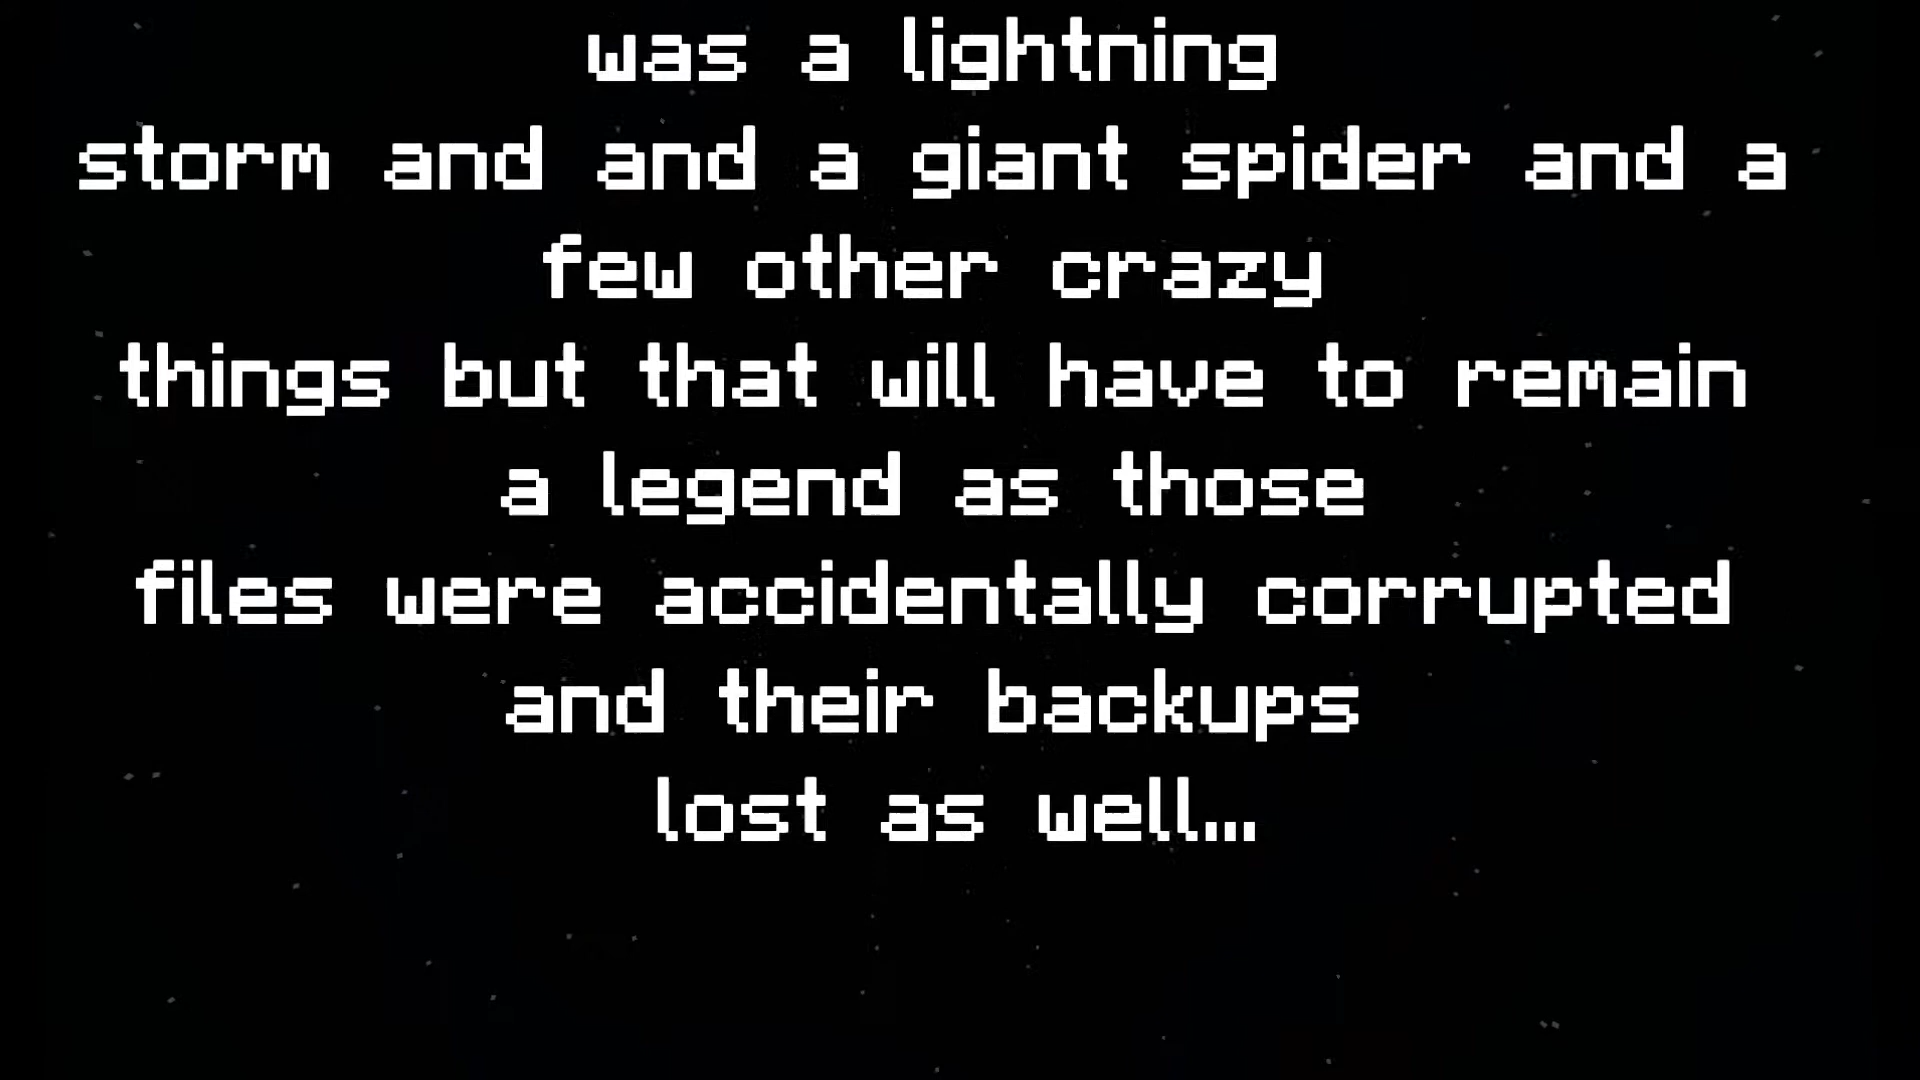 was a lightning
storm and and a giant spider and a
few other crazy
things but that will have to remain
a legend as those
files were accidentally corrupted
and their backups
lost as well...